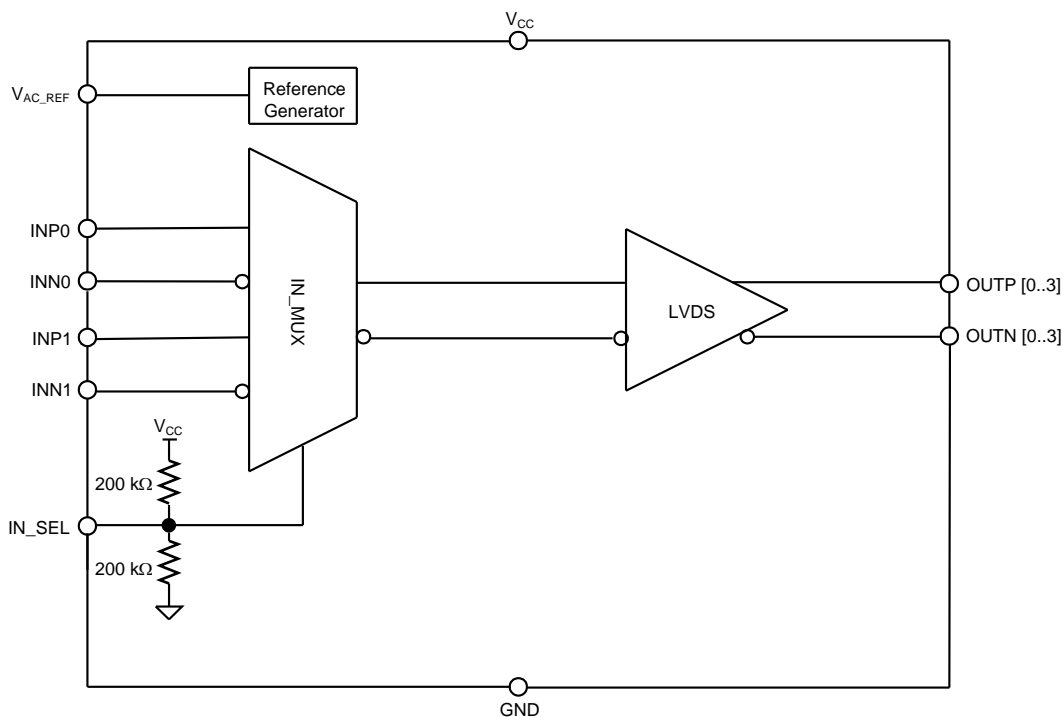 VCC
VAC_REF
Reference
Generator
INP0
INN0
INP1
INN1
IN_MUX
LVDS
OUTP [0..3]
OUTN [0..3]
VCC
200 kΩ
IN_SEL
200 kΩ
GND